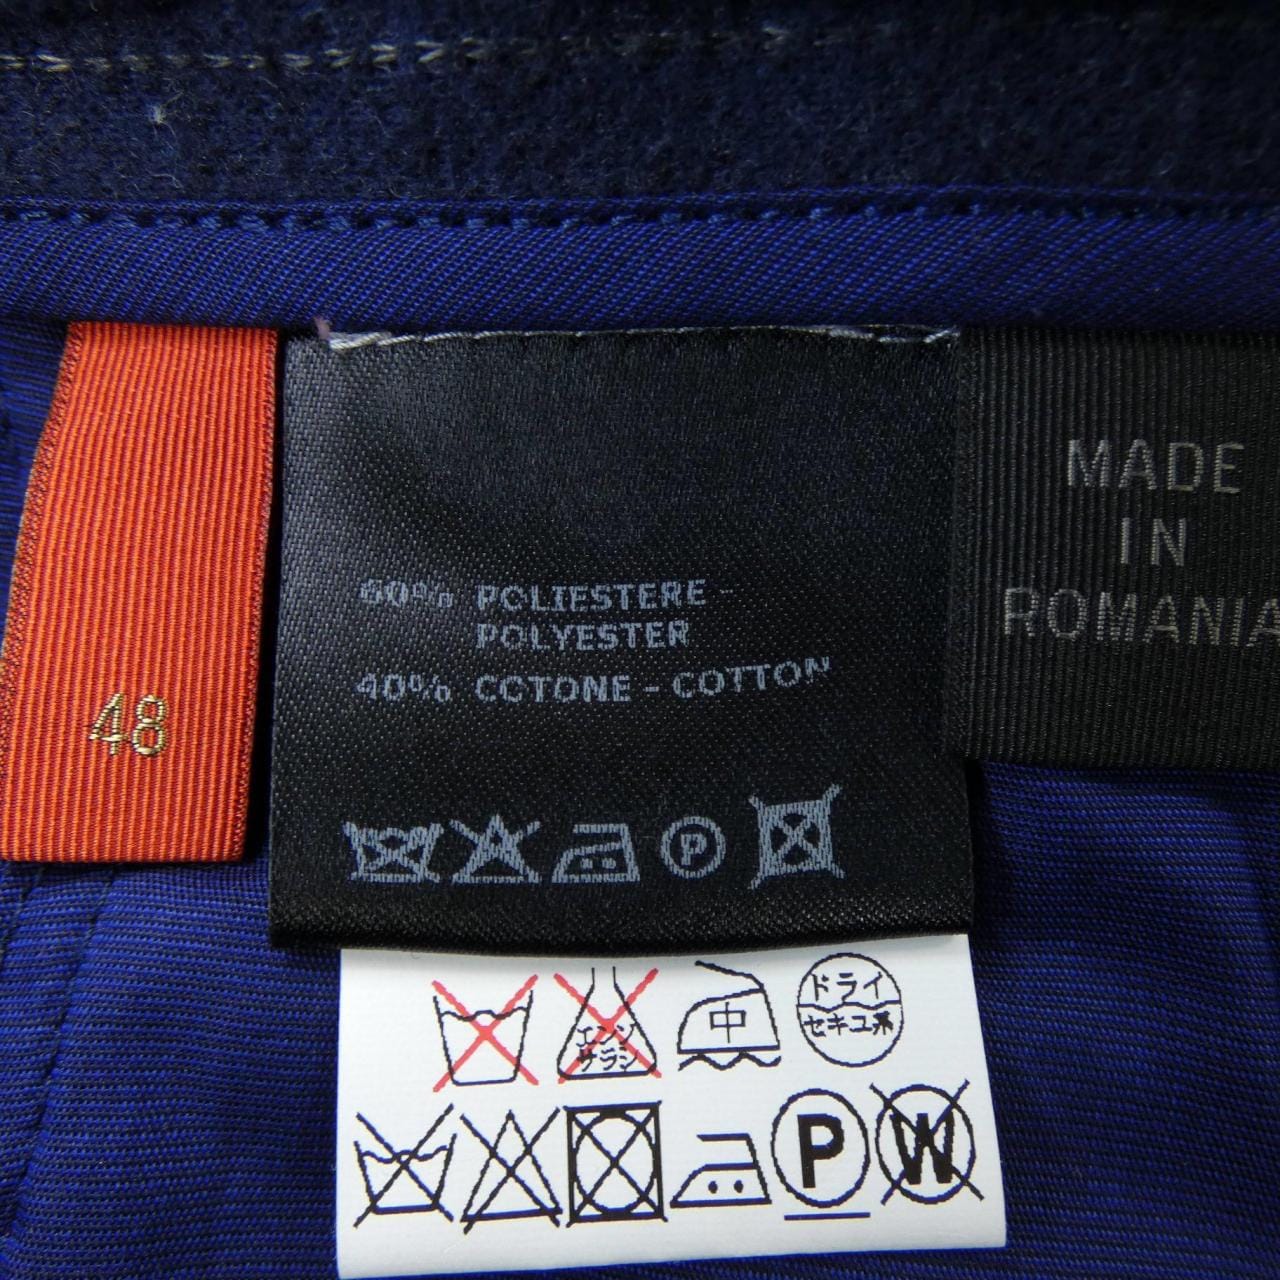 48
60% POLIESTERE -
POLYESTER
40% COTONE - COTTON
P
MADE
IN
ROMANIA
エンソ
サラシ
中
ドライ
セキユ系
P
W